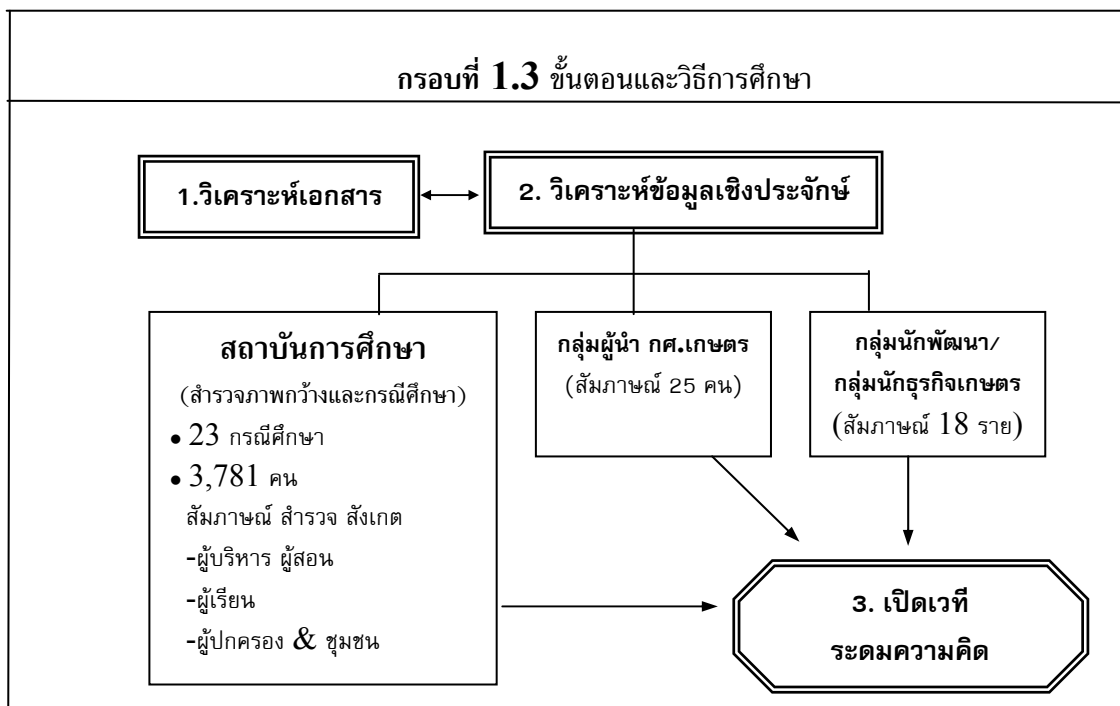 กรอบที่ 1.3 ขั้นตอนและวิธีการศึกษา
1.วิเคราะห์เอกสาร
2. วิเคราะห์ข้อมูลเชิงประจักษ์
สถาบันการศึกษา
(สำรวจภาพกว้างและกรณีศึกษา)
• 23 กรณีศึกษา
• 3,781 คน
สัมภาษณ์ สำรวจ สังเกต
-ผู้บริหาร ผู้สอน
-ผู้เรียน
-ผู้ปกครอง & ชุมชน
กลุ่มผู้นำ กศ.เกษตร
(สัมภาษณ์ 25 คน)
กลุ่มนักพัฒนา/
กลุ่มนักธุรกิจเกษตร
(สัมภาษณ์ 18 ราย)
3. เปิดเวที
ระดมความคิด